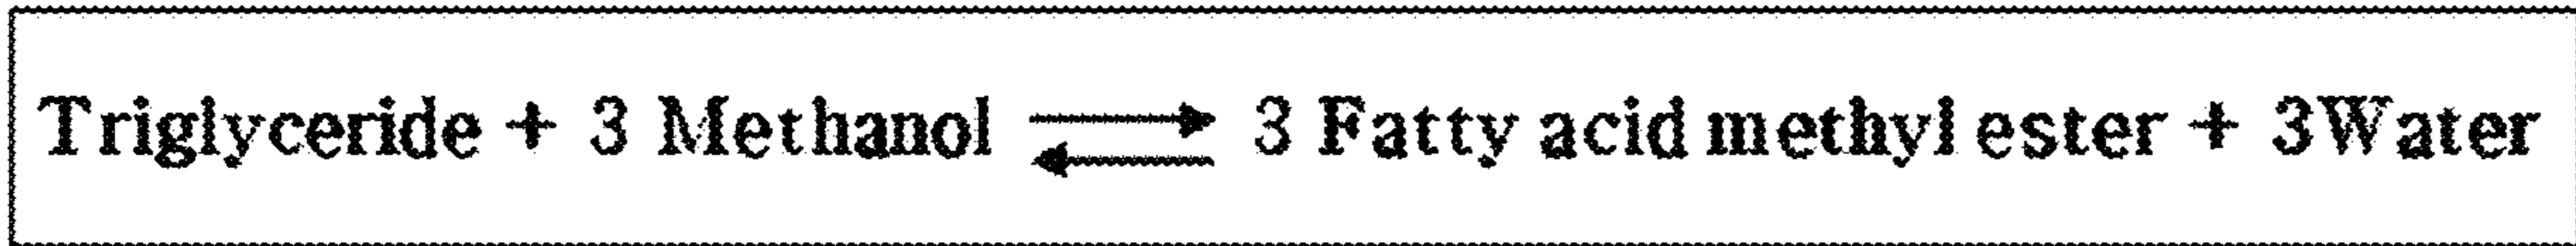 Triglyceride + 3 Methanol ⇌ 3 Fatty acid methyl ester + 3Water